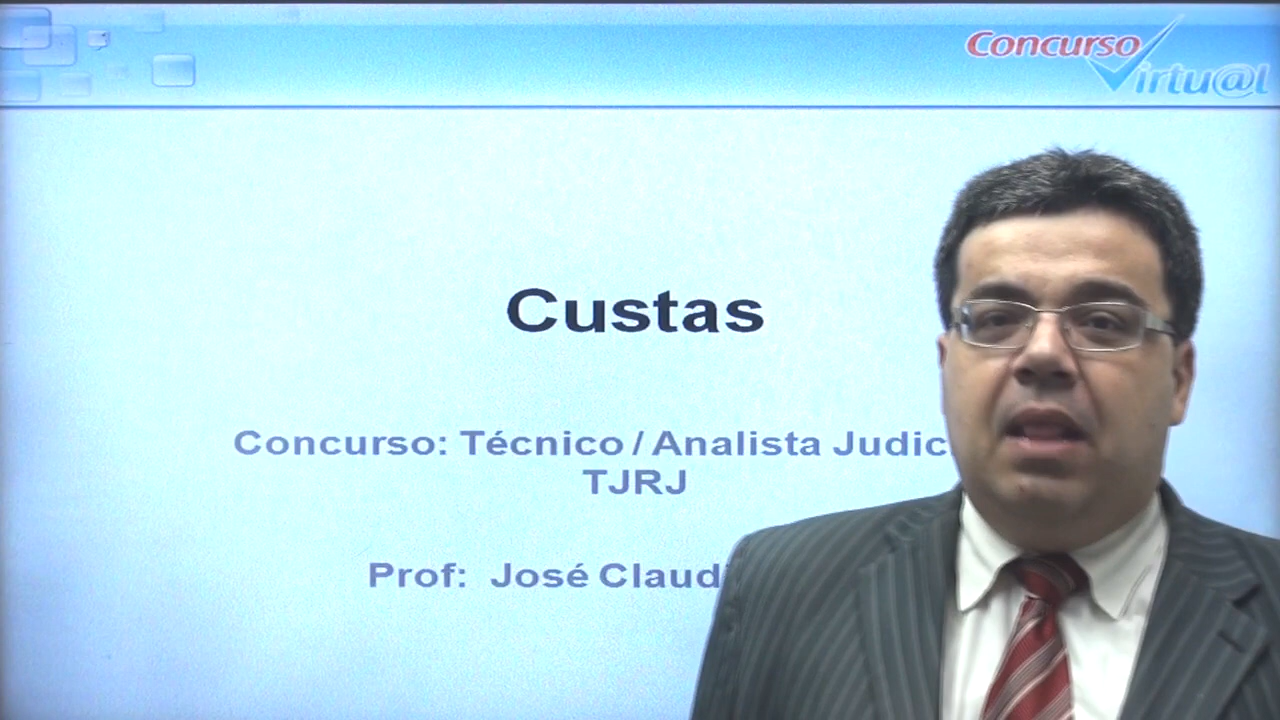 Concurso
Virtu@l
Custas
Concurso: Técnico / Analista Judic
TJRJ
Prof: José Claud